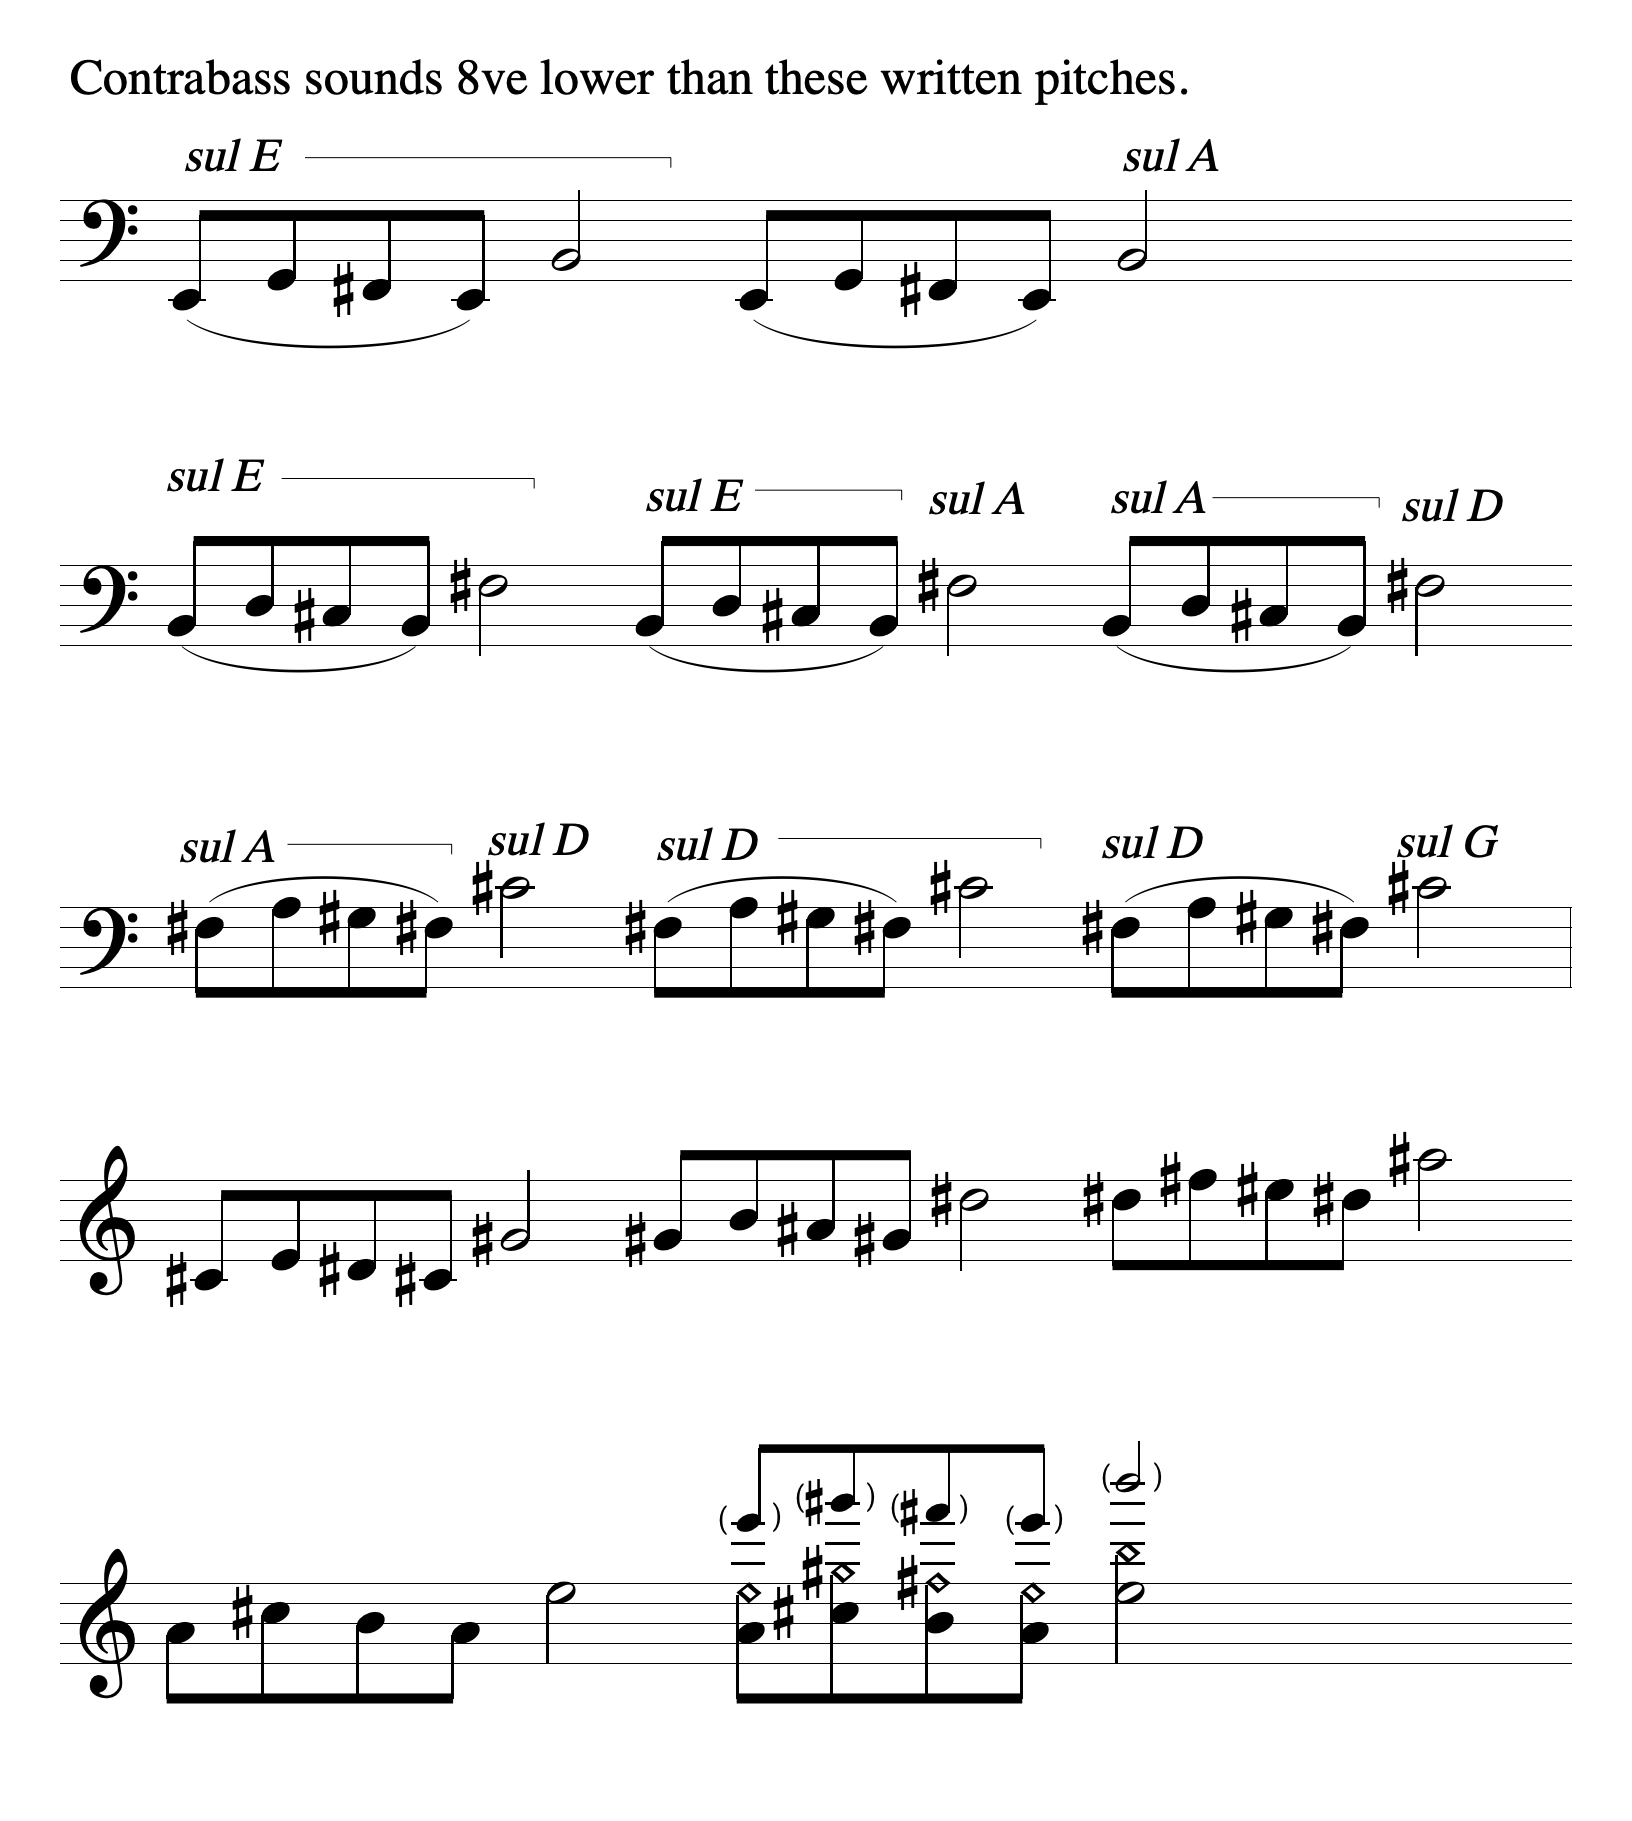 Contrabass sounds 8ve lower than these written pitches.
sul E sul A
sul E sul E sul A sul A sul D
sul A sul D sul D sul D sul G